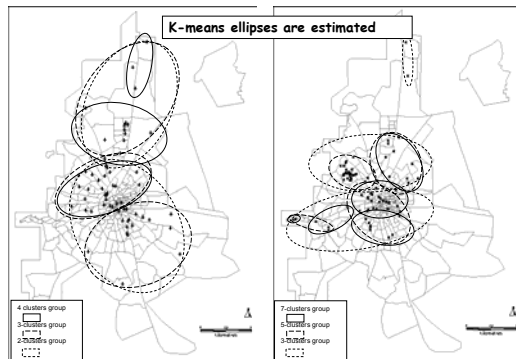 K-means ellipses are estimated
4 clusters group
3-clusters group
2-clusters group
7-clusters group
5-clusters group
3-clusters group